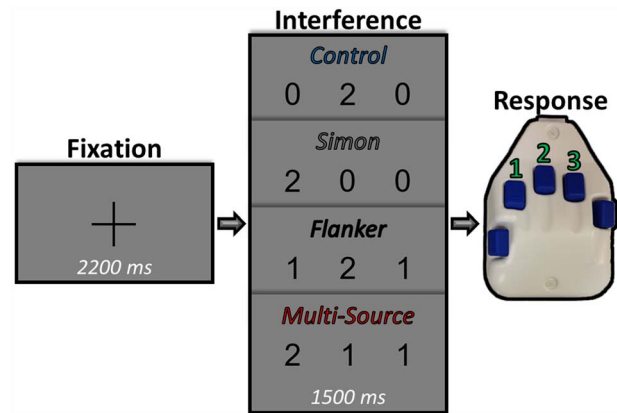 Interference
Control
0 2 0
Simon
2 0 0
Flanker
1 2 1
Multi-Source
2 1 1
1500 ms
Fixation
2200 ms
Response
1 2 3